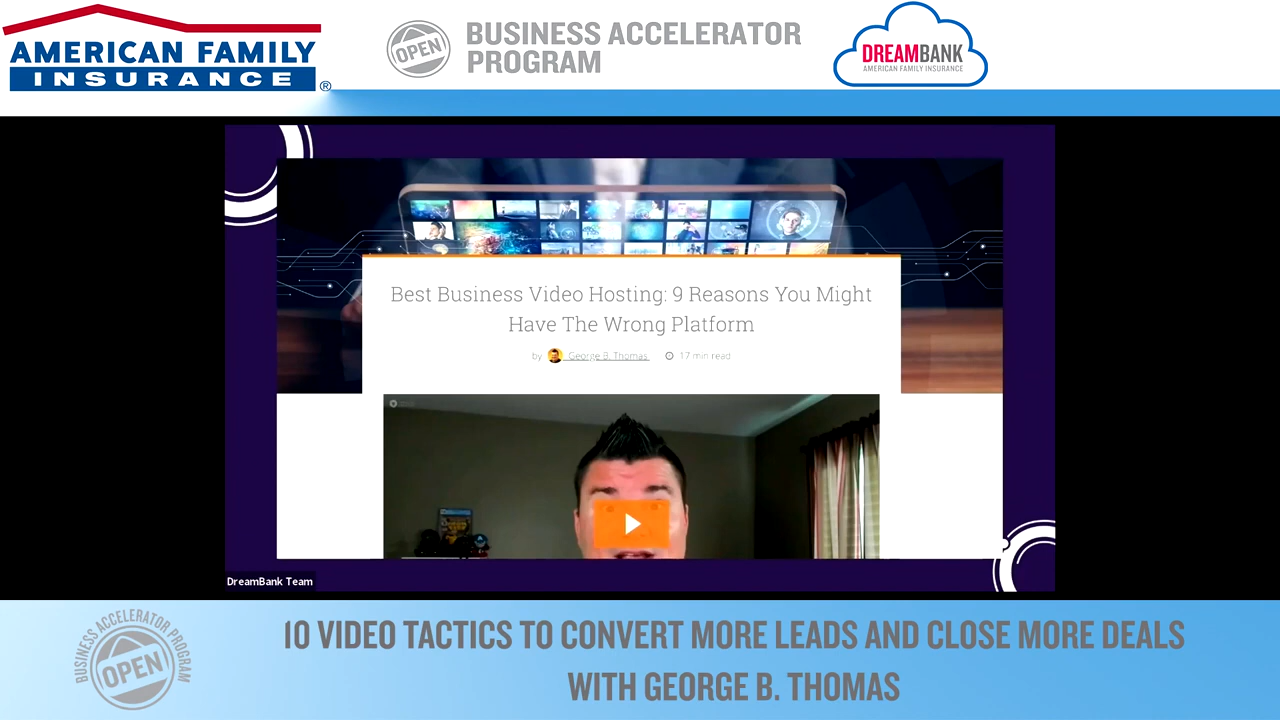 AMERICAN FAMILY
INSURANCE ®
OPEN
BUSINESS ACCELERATOR
PROGRAM
DREAMBANK
AMERICAN FAMILY INSURANCE
Best Business Video Hosting: 9 Reasons You Might
Have The Wrong Platform
by George B. Thomas 17 min read
DreamBank Team
BUSINESS ACCELERATOR PROGRAM
OPEN
10 VIDEO TACTICS TO CONVERT MORE LEADS AND CLOSE MORE DEALS
WITH GEORGE B. THOMAS